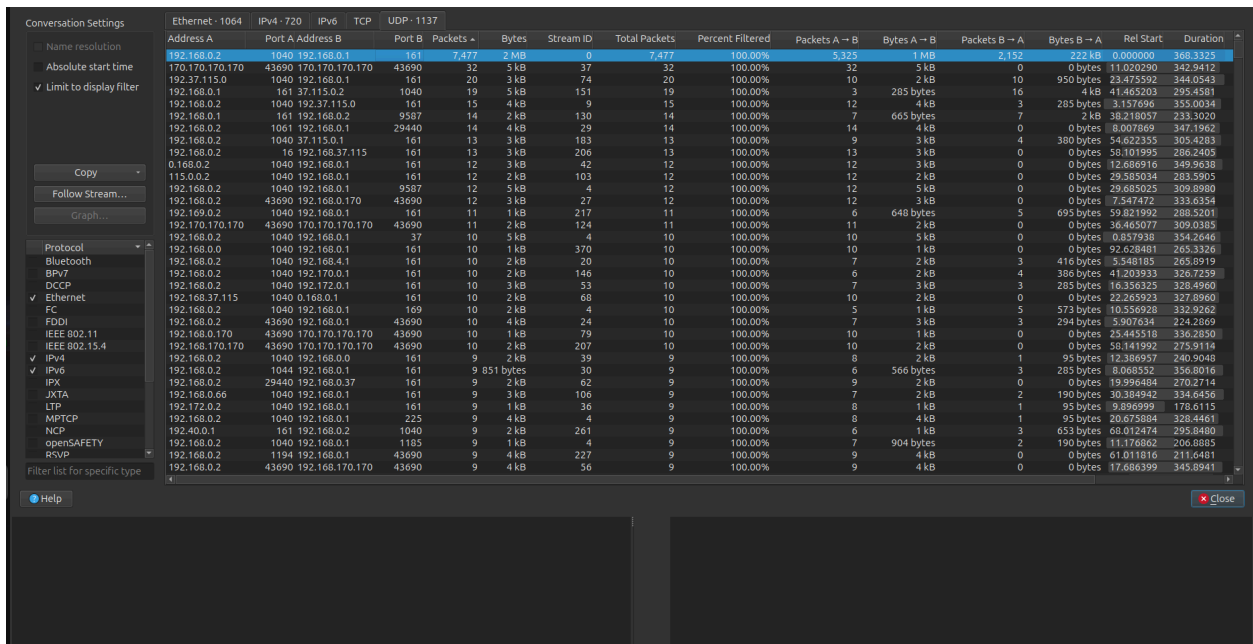 Conversation Settings
Name resolution
Absolute start time
Limit to display filter
Copy
Follow Stream...
Graph...
Protocol
Bluetooth
BPv7
DCCP
Ethernet
FC
FDDI
IEEE 802.11
IEEE 802.15.4
IPv4
IPv6
IPX
JXTA
LTP
MPTCP
NCP
openSAFETY
RSVP
Filter list for specific type
Help
Ethernet · 1064 IPv4 · 720 IPv6 TCP UDP · 1137
Address A Port A Address B Port B Packets Bytes Stream ID Total Packets Percent Filtered Packets A → B Bytes A → B Packets B → A Bytes B → A Rel Start Duration
192.168.0.2 1040 192.168.0.1 161 7,477 2 MB 0 7,477 100.00% 5,325 1 MB 2,152 222 kB 0.000000 368.3325
170.170.170.170 43690 170.170.170.170 43690 32 5 kB 37 32 100.00% 32 5 kB 0 0 bytes 11.020290 342.9412
192.37.115.0 1040 192.168.0.1 161 20 3 kB 74 20 100.00% 10 2 kB 10 950 bytes 23.475592 344.0543
192.168.0.1 161 37.115.0.2 1040 19 5 kB 151 19 100.00% 3 285 bytes 16 4 kB 41.465203 295.4581
192.168.0.2 1040 192.37.115.0 161 15 4 kB 9 15 100.00% 12 4 kB 3 285 bytes 3.157696 355.0034
192.168.0.1 161 192.168.0.2 9587 14 2 kB 130 14 100.00% 7 665 bytes 7 2 kB 38.218057 233.3020
192.168.0.2 1061 192.168.0.1 29440 14 4 kB 29 14 100.00% 14 4 kB 0 0 bytes 8.007869 347.1962
192.168.0.2 1040 37.115.0.1 161 13 3 kB 183 13 100.00% 9 3 kB 4 380 bytes 54.622355 305.4283
192.168.0.2 16 192.168.37.115 161 13 3 kB 206 13 100.00% 13 3 kB 0 0 bytes 58.101995 286.2405
0.168.0.2 1040 192.168.0.1 161 12 3 kB 42 12 100.00% 12 3 kB 0 0 bytes 12.686916 349.9638
115.0.0.2 1040 192.168.0.1 161 12 2 kB 103 12 100.00% 12 2 kB 0 0 bytes 29.585034 283.5905
192.168.0.2 1040 192.168.0.1 9587 12 5 kB 4 12 100.00% 12 5 kB 0 0 bytes 29.685025 309.8980
192.168.0.2 43690 192.168.0.170 43690 12 3 kB 27 12 100.00% 12 3 kB 0 0 bytes 7.547472 333.6354
192.169.0.2 1040 192.168.0.1 161 11 1 kB 217 11 100.00% 6 648 bytes 5 695 bytes 59.821992 288.5201
192.170.170.170 43690 170.170.170.170 43690 11 2 kB 124 11 100.00% 11 2 kB 0 0 bytes 36.465077 309.0385
192.168.0.2 1040 192.168.0.1 37 10 5 kB 4 10 100.00% 10 5 kB 0 0 bytes 0.857938 354.2646
192.168.0.0 1040 192.168.0.1 161 10 1 kB 370 10 100.00% 10 1 kB 0 0 bytes 92.628481 265.3326
192.168.0.2 1040 192.168.4.1 161 10 2 kB 20 10 100.00% 7 2 kB 3 416 bytes 5.548185 265.8919
192.168.0.2 1040 192.170.0.1 161 10 2 kB 146 10 100.00% 6 2 kB 4 386 bytes 41.203933 326.7259
192.168.0.2 1040 192.172.0.1 161 10 3 kB 53 10 100.00% 7 3 kB 3 285 bytes 16.356325 328.4960
192.168.37.115 1040 0.168.0.1 161 10 2 kB 68 10 100.00% 10 2 kB 0 0 bytes 22.265923 327.8960
192.168.0.2 1040 192.168.0.1 169 10 2 kB 4 10 100.00% 5 1 kB 5 573 bytes 10.556928 332.9262
192.168.0.2 43690 192.168.0.1 43690 10 4 kB 24 10 100.00% 7 3 kB 3 294 bytes 5.907634 224.2869
192.168.0.170 43690 170.170.170.170 43690 10 1 kB 79 10 100.00% 10 1 kB 0 0 bytes 25.445518 336.2850
192.168.170.170 43690 170.170.170.170 43690 10 2 kB 207 10 100.00% 10 2 kB 0 0 bytes 58.141992 275.9114
192.168.0.2 1040 192.168.0.0 161 9 2 kB 39 9 100.00% 8 2 kB 1 95 bytes 12.386957 240.9048
192.168.0.2 1044 192.168.0.1 161 9 851 bytes 30 9 100.00% 6 566 bytes 3 285 bytes 8.068552 356.8016
192.168.0.2 29440 192.168.0.37 161 9 2 kB 62 9 100.00% 9 2 kB 0 0 bytes 19.996484 270.2714
192.168.0.66 1040 192.168.0.1 161 9 3 kB 106 9 100.00% 7 2 kB 2 190 bytes 30.384942 334.6456
192.172.0.2 1040 192.168.0.1 161 9 1 kB 36 9 100.00% 8 1 kB 1 95 bytes 9.896999 178.6115
192.168.0.2 1040 192.168.0.1 225 9 4 kB 4 9 100.00% 8 4 kB 1 95 bytes 20.675884 328.4461
192.40.0.1 161 192.168.0.2 1040 9 2 kB 261 9 100.00% 6 1 kB 3 653 bytes 68.012474 295.8480
192.168.0.2 1040 192.168.0.1 1185 9 1 kB 4 9 100.00% 7 904 bytes 2 190 bytes 11.176862 206.8885
192.168.0.2 1194 192.168.0.1 43690 9 4 kB 227 9 100.00% 9 4 kB 0 0 bytes 61.011816 211.6481
192.168.0.2 43690 192.168.170.170 43690 9 4 kB 56 9 100.00% 9 4 kB 0 0 bytes 17.686399 345.8941
Close